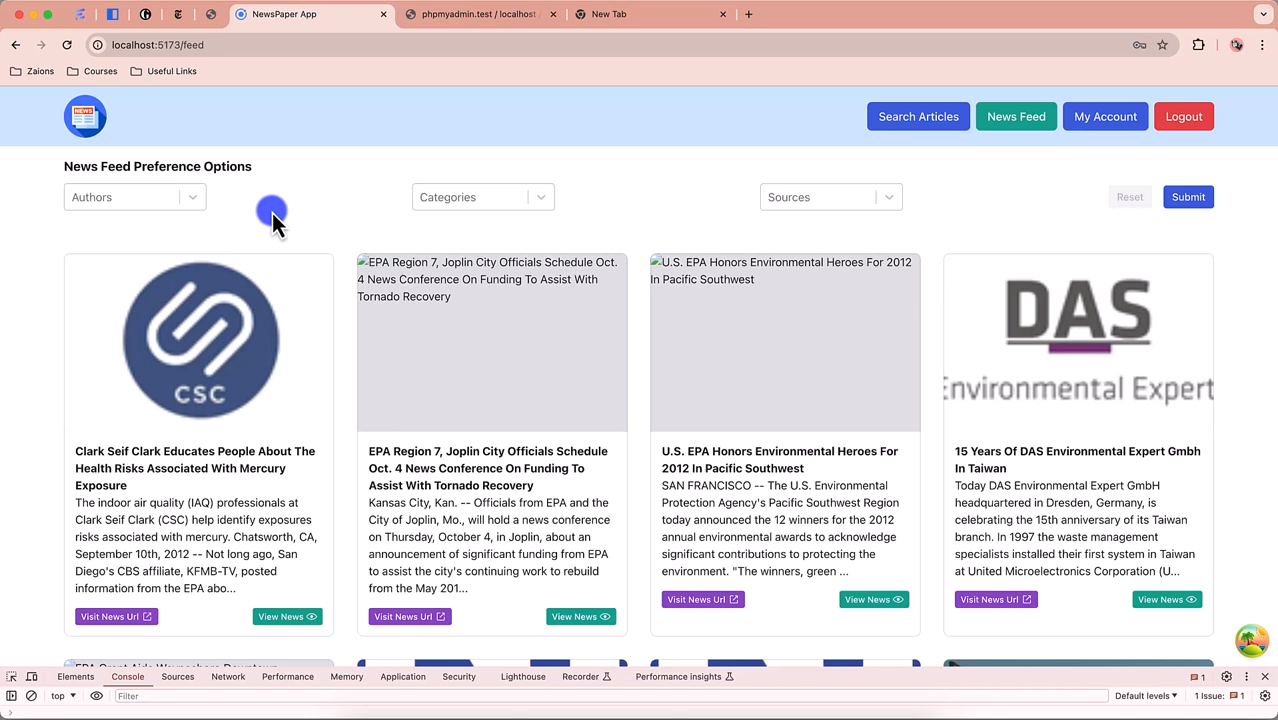 NewsPaper App
phpmyadmin.test / localhost
New Tab
localhost:5173/feed
Zaions
Courses
Useful Links
NEWS
Search Articles
News Feed
My Account
Logout
News Feed Preference Options
Authors
Categories
Sources
Reset
Submit
CSC
Clark Seif Clark Educates People About The
Health Risks Associated With Mercury
Exposure
The indoor air quality (IAQ) professionals at
Clark Seif Clark (CSC) help identify exposures
risks associated with mercury. Chatsworth, CA,
September 10th, 2012 -- Not long ago, San
Diego's CBS affiliate, KFMB-TV, posted
information from the EPA abo...
Visit News Url
View News
EPA Region 7, Joplin City Officials Schedule Oct.
4 News Conference On Funding To Assist With
Tornado Recovery
EPA Region 7, Joplin City Officials Schedule
Oct. 4 News Conference On Funding To
Assist With Tornado Recovery
Kansas City, Kan. -- Officials from EPA and the
City of Joplin, Mo., will hold a news conference
on Thursday, October 4, in Joplin, about an
announcement of significant funding from EPA
to assist the city's continuing work to rebuild
from the May 201...
Visit News Url
View News
U.S. EPA Honors Environmental Heroes For 2012
In Pacific Southwest
U.S. EPA Honors Environmental Heroes For
2012 In Pacific Southwest
SAN FRANCISCO -- The U.S. Environmental
Protection Agency's Pacific Southwest Region
today announced the 12 winners for the 2012
annual environmental awards to acknowledge
significant contributions to protecting the
environment. "The winners, green ...
Visit News Url
View News
DAS
Environmental Expert
15 Years Of DAS Environmental Expert Gmbh
In Taiwan
Today DAS Environmental Expert GmbH
headquartered in Dresden, Germany, is
celebrating the 15th anniversary of its Taiwan
branch. In 1997 the waste management
specialists installed their first system in Taiwan
at United Microelectronics Corporation (U...
Visit News Url
View News
Elements
Console
Sources
Network
Performance
Memory
Application
Security
Lighthouse
Recorder
Performance insights
1
top
Filter
Default levels
1 Issue:
1